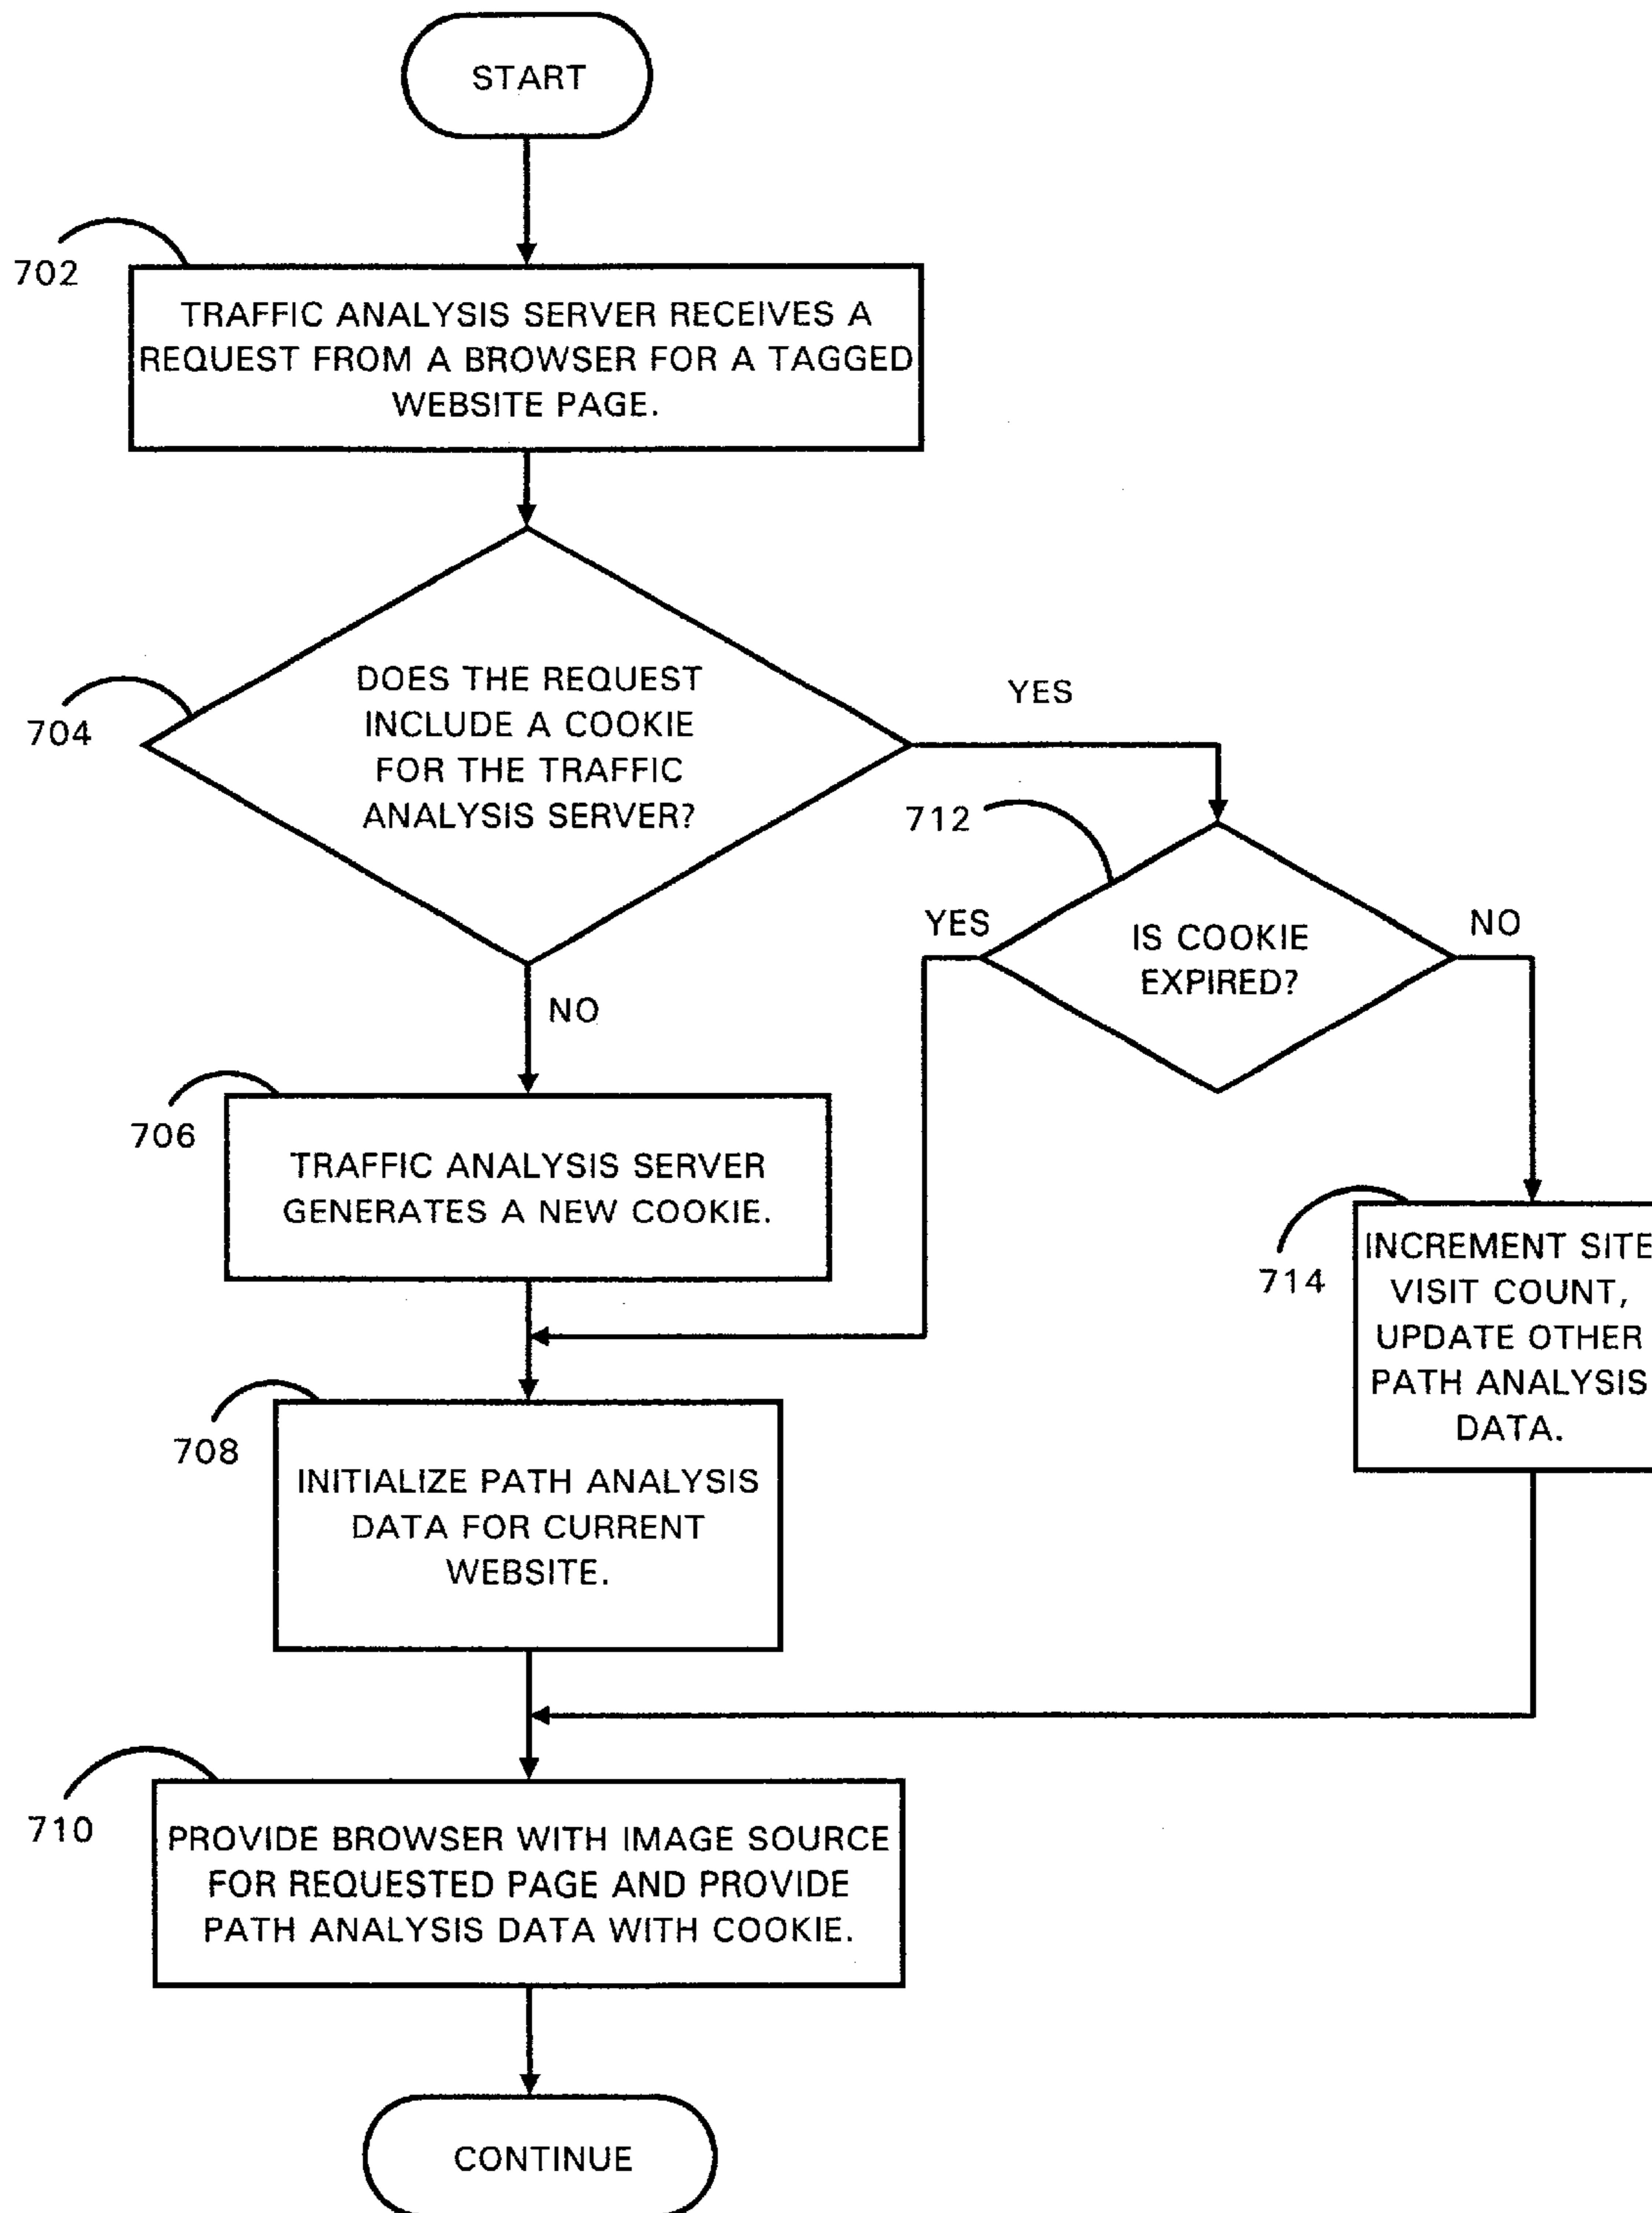 START
702
TRAFFIC ANALYSIS SERVER RECEIVES A
REQUEST FROM A BROWSER FOR A TAGGED
WEBSITE PAGE.
704
DOES THE REQUEST
INCLUDE A COOKIE
FOR THE TRAFFIC
ANALYSIS SERVER?
YES
712
IS COOKIE
EXPIRED?
YES
NO
NO
706
TRAFFIC ANALYSIS SERVER
GENERATES A NEW COOKIE.
714
INCREMENT SITE
VISIT COUNT,
UPDATE OTHER
PATH ANALYSIS
DATA.
708
INITIALIZE PATH ANALYSIS
DATA FOR CURRENT
WEBSITE.
710
PROVIDE BROWSER WITH IMAGE SOURCE
FOR REQUESTED PAGE AND PROVIDE
PATH ANALYSIS DATA WITH COOKIE.
CONTINUE